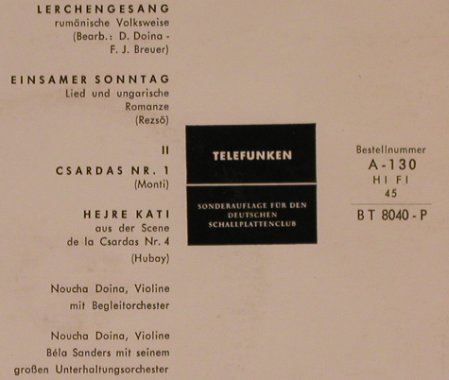 LERCHENGESANG
rumänische Volksweise
(Bearb.: D. Doina -
F. J. Breuer)
EINSAMER SONNTAG
Lied und ungarische
Romanze
(Rezsö)
II
CSARDAS NR. 1
(Monti)
HEJRE KATI
aus der Scene
de la Csardas Nr. 4
(Hubay)
Noucha Doina, Violine
mit Begleitorchester
Noucha Doina, Violine
Béla Sanders mit seinem
großen Unterhaltungsorchester
TELEFUNKEN
SONDERAUFLAGE FÜR DEN
DEUTSCHEN
SCHALLPLATTENCLUB
Bestellnummer
A-130
HI FI
45
BT 8040-P